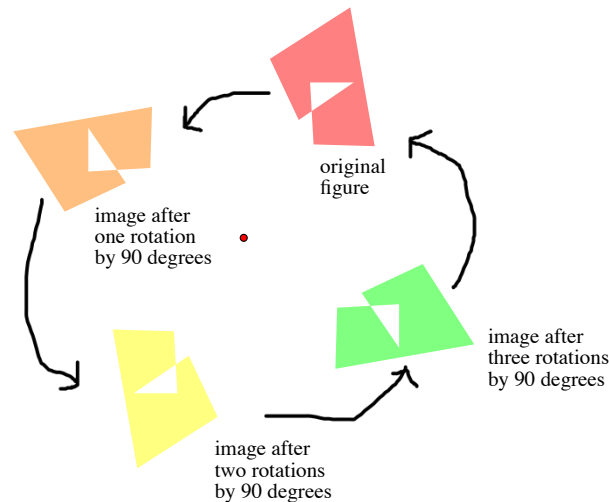 original
figure
image after
one rotation
by 90 degrees
image after
three rotations
by 90 degrees
image after
two rotations
by 90 degrees